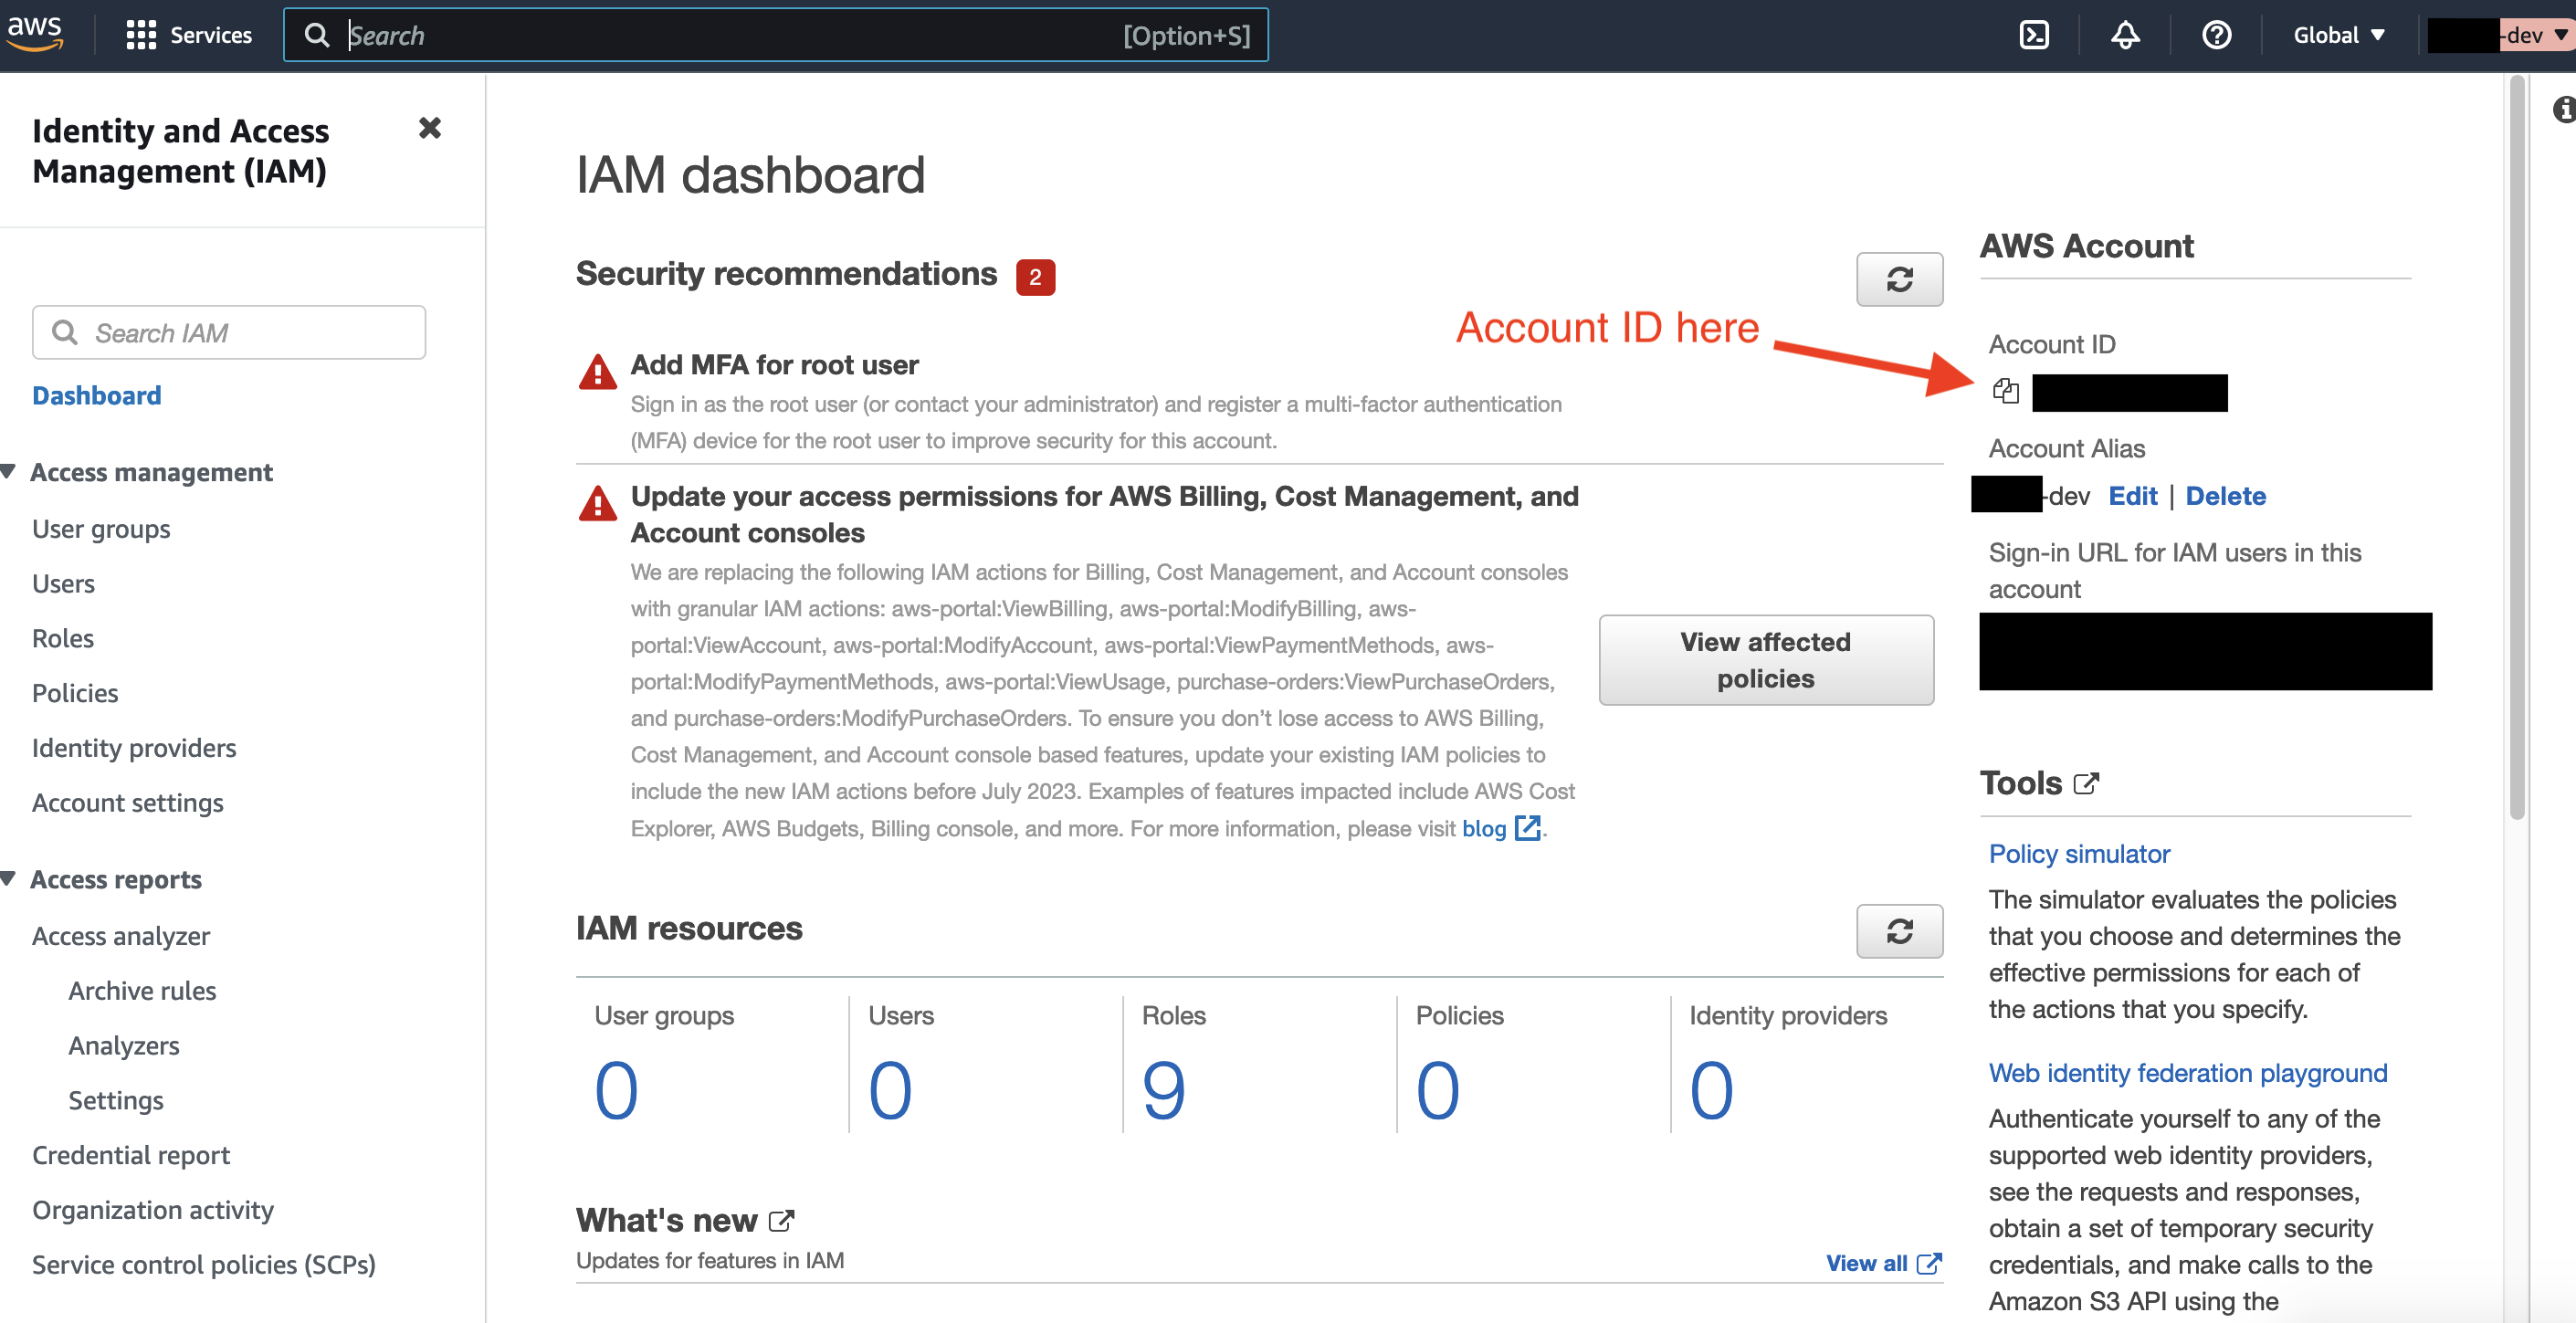 aws
Services
Search
[Option+S]
Global
-dev
Identity and Access
Management (IAM)
Search IAM
Dashboard
Access management
User groups
Users
Roles
Policies
Identity providers
Account settings
Access reports
Access analyzer
Archive rules
Analyzers
Settings
Credential report
Organization activity
Service control policies (SCPs)
IAM dashboard
Security recommendations 2
Add MFA for root user
Sign in as the root user (or contact your administrator) and register a multi-factor authentication
(MFA) device for the root user to improve security for this account.
Update your access permissions for AWS Billing, Cost Management, and
Account consoles
We are replacing the following IAM actions for Billing, Cost Management, and Account consoles
with granular IAM actions: aws-portal:ViewBilling, aws-portal:ModifyBilling, aws-
portal:ViewAccount, aws-portal:ModifyAccount, aws-portal:ViewPaymentMethods, aws-
portal:ModifyPaymentMethods, aws-portal:ViewUsage, purchase-orders:ViewPurchaseOrders,
and purchase-orders:ModifyPurchaseOrders. To ensure you don’t lose access to AWS Billing,
Cost Management, and Account console based features, update your existing IAM policies to
include the new IAM actions before July 2023. Examples of features impacted include AWS Cost
Explorer, AWS Budgets, Billing console, and more. For more information, please visit blog .
View affected
policies
IAM resources
User groups
0
Users
0
Roles
9
Policies
0
Identity providers
0
What's new
Updates for features in IAM
View all
Account ID here
AWS Account
Account ID
Account Alias
-dev Edit | Delete
Sign-in URL for IAM users in this
account
Tools
Policy simulator
The simulator evaluates the policies
that you choose and determines the
effective permissions for each of
the actions that you specify.
Web identity federation playground
Authenticate yourself to any of the
supported web identity providers,
see the requests and responses,
obtain a set of temporary security
credentials, and make calls to the
Amazon S3 API using the